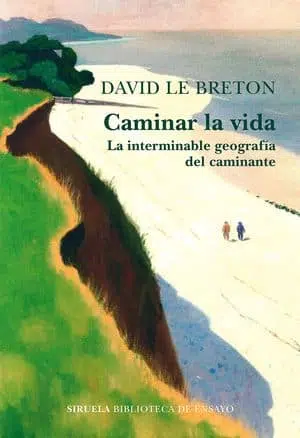 DAVID LE BRETON
Caminar la vida
La interminable geografía
del caminante
SIRUELA BIBLIOTECA DE ENSAYO